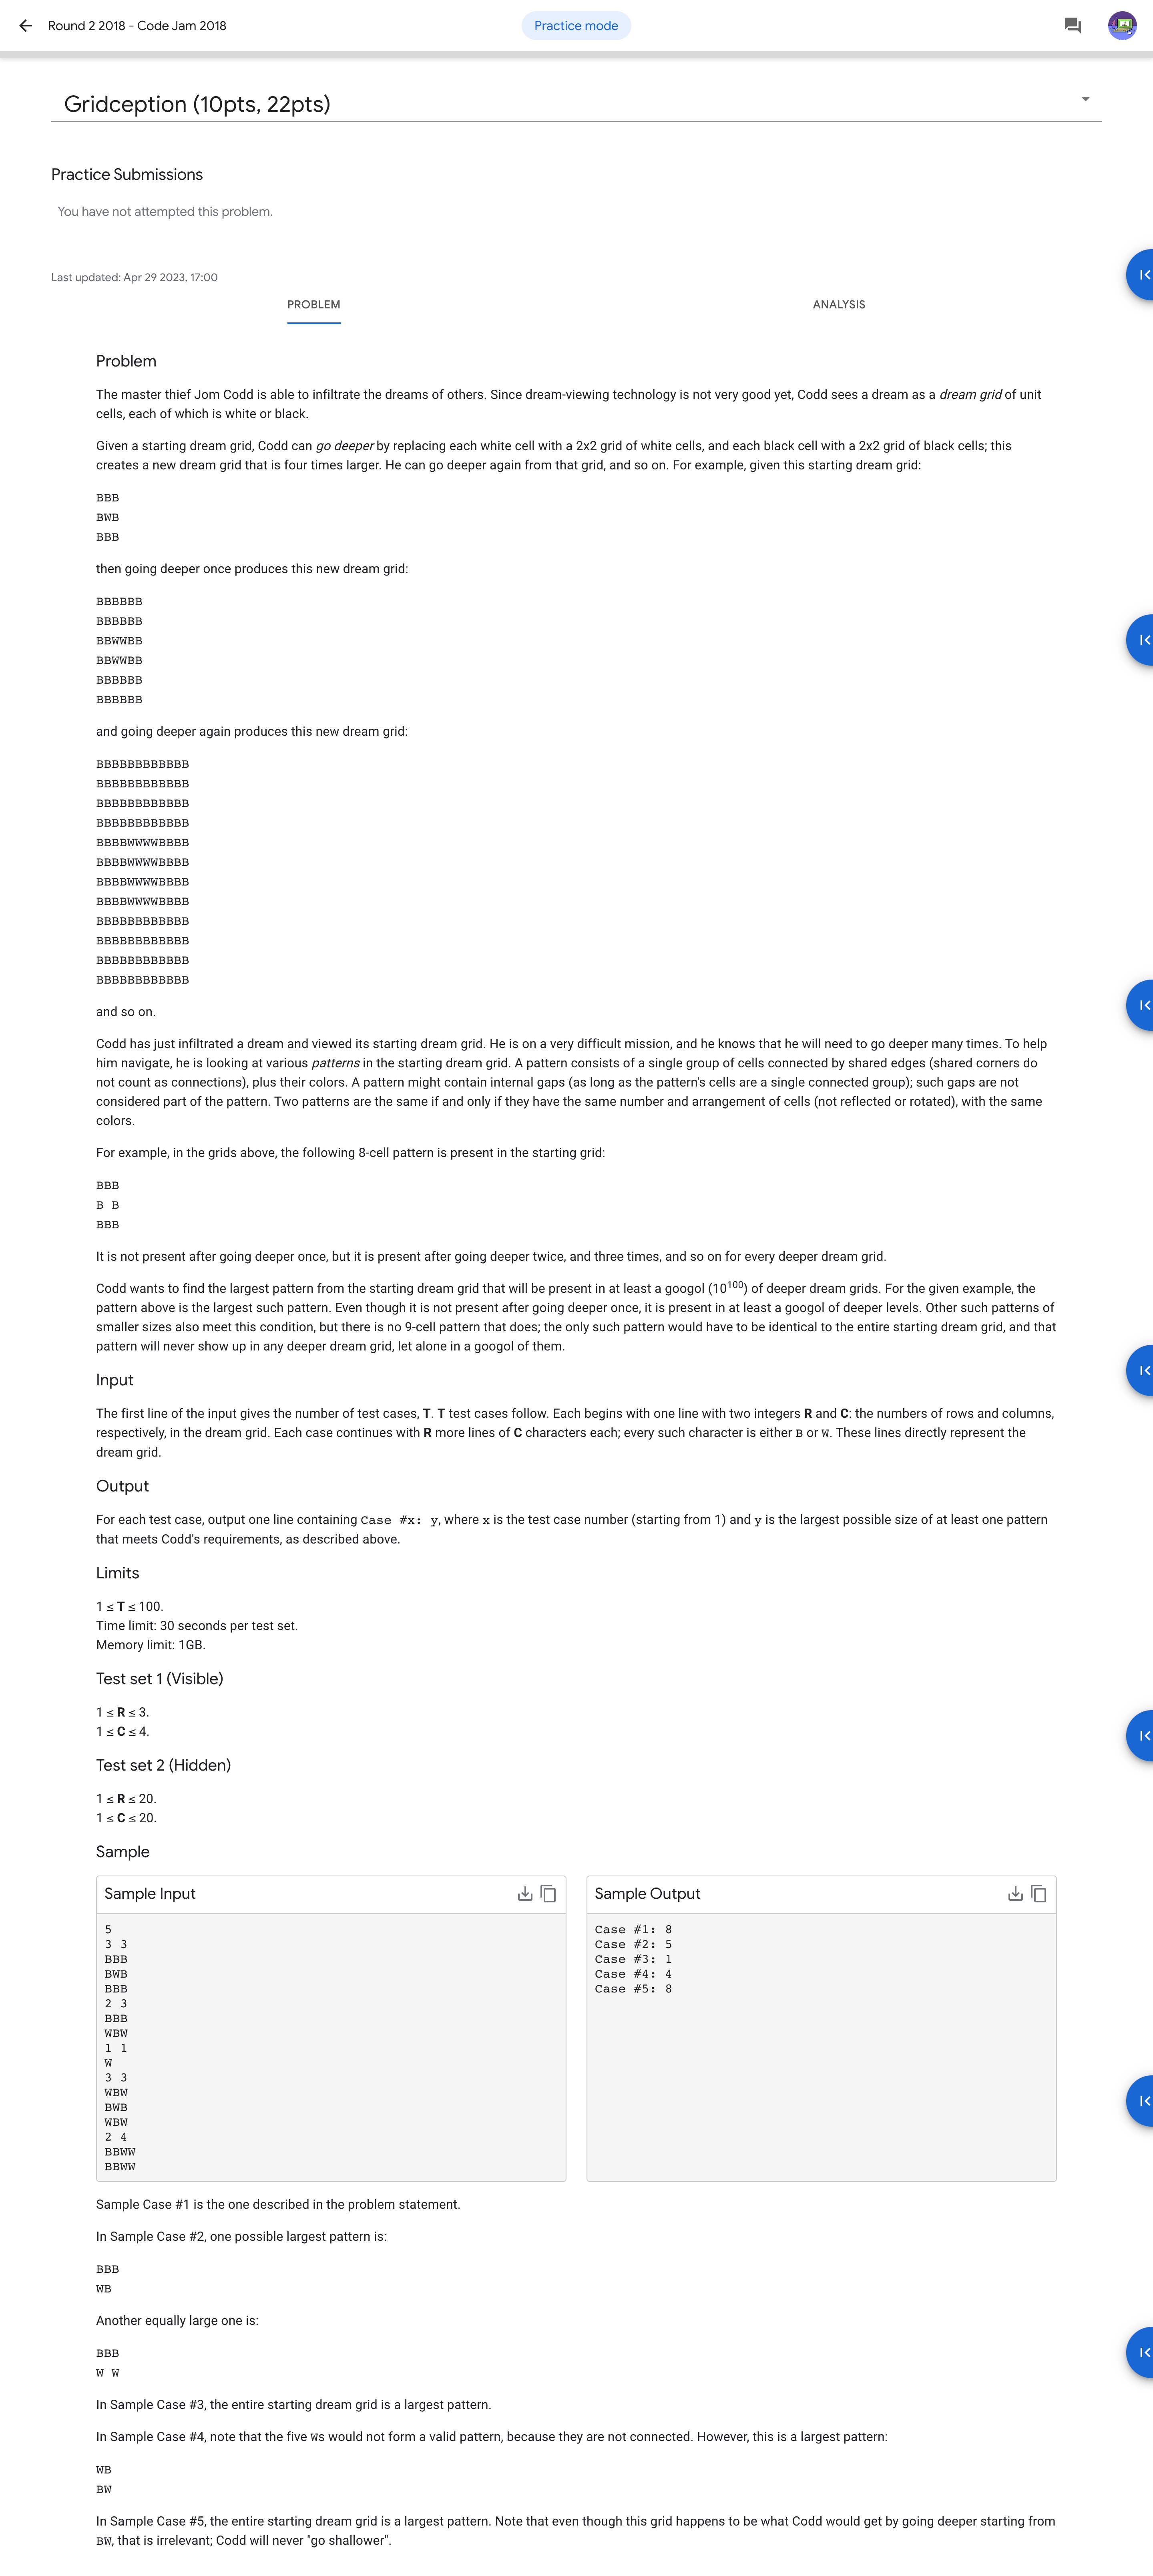 Round 2 2018 - Code Jam 2018
Practice mode
Gridception (10pts, 22pts)
Practice Submissions
You have not attempted this problem.
Last updated: Apr 29 2023, 17:00
PROBLEM
ANALYSIS
Problem
The master thief Jom Codd is able to infiltrate the dreams of others. Since dream-viewing technology is not very good yet, Codd sees a dream as a dream grid of unit
cells, each of which is white or black.
Given a starting dream grid, Codd can go deeper by replacing each white cell with a 2x2 grid of white cells, and each black cell with a 2x2 grid of black cells; this
creates a new dream grid that is four times larger. He can go deeper again from that grid, and so on. For example, given this starting dream grid:
BBB
BWB
BBB
then going deeper once produces this new dream grid:
BBBBBB
BBBBBB
BBWWBB
BBWWBB
BBBBBB
BBBBBB
and going deeper again produces this new dream grid:
BBBBBBBBBBBB
BBBBBBBBBBBB
BBBBBBBBBBBB
BBBBBBBBBBBB
BBBBWWWWBBBB
BBBBWWWWBBBB
BBBBWWWWBBBB
BBBBWWWWBBBB
BBBBBBBBBBBB
BBBBBBBBBBBB
BBBBBBBBBBBB
BBBBBBBBBBBB
and so on.
Codd has just infiltrated a dream and viewed its starting dream grid. He is on a very difficult mission, and he knows that he will need to go deeper many times. To help
him navigate, he is looking at various patterns in the starting dream grid. A pattern consists of a single group of cells connected by shared edges (shared corners do
not count as connections), plus their colors. A pattern might contain internal gaps (as long as the pattern's cells are a single connected group); such gaps are not
considered part of the pattern. Two patterns are the same if and only if they have the same number and arrangement of cells (not reflected or rotated), with the same
colors.
For example, in the grids above, the following 8-cell pattern is present in the starting grid:
BBB
B B
BBB
It is not present after going deeper once, but it is present after going deeper twice, and three times, and so on for every deeper dream grid.
Codd wants to find the largest pattern from the starting dream grid that will be present in at least a googol (10^100) of deeper dream grids. For the given example, the
pattern above is the largest such pattern. Even though it is not present after going deeper once, it is present in at least a googol of deeper levels. Other such patterns of
smaller sizes also meet this condition, but there is no 9-cell pattern that does; the only such pattern would have to be identical to the entire starting dream grid, and that
pattern will never show up in any deeper dream grid, let alone in a googol of them.
Input
The first line of the input gives the number of test cases, T. T test cases follow. Each begins with one line with two integers R and C: the numbers of rows and columns,
respectively, in the dream grid. Each case continues with R more lines of C characters each; every such character is either B or W. These lines directly represent the
dream grid.
Output
For each test case, output one line containing Case #x: y, where x is the test case number (starting from 1) and y is the largest possible size of at least one pattern
that meets Codd's requirements, as described above.
Limits
1 ≤ T ≤ 100.
Time limit: 30 seconds per test set.
Memory limit: 1GB.
Test set 1 (Visible)
1 ≤ R ≤ 3.
1 ≤ C ≤ 4.
Test set 2 (Hidden)
1 ≤ R ≤ 20.
1 ≤ C ≤ 20.
Sample
Sample Input
5
3 3
BBB
BWB
BBB
2 3
BBB
WBW
1 1
W
3 3
WBW
BWB
WBW
2 4
BBWW
BBWW
Sample Output
Case #1: 8
Case #2: 5
Case #3: 1
Case #4: 4
Case #5: 8
Sample Case #1 is the one described in the problem statement.
In Sample Case #2, one possible largest pattern is:
BBB
WB
Another equally large one is:
BBB
W W
In Sample Case #3, the entire starting dream grid is a largest pattern.
In Sample Case #4, note that the five Ws would not form a valid pattern, because they are not connected. However, this is a largest pattern:
WB
BW
In Sample Case #5, the entire starting dream grid is a largest pattern. Note that even though this grid happens to be what Codd would get by going deeper starting from
BW, that is irrelevant; Codd will never "go shallower".